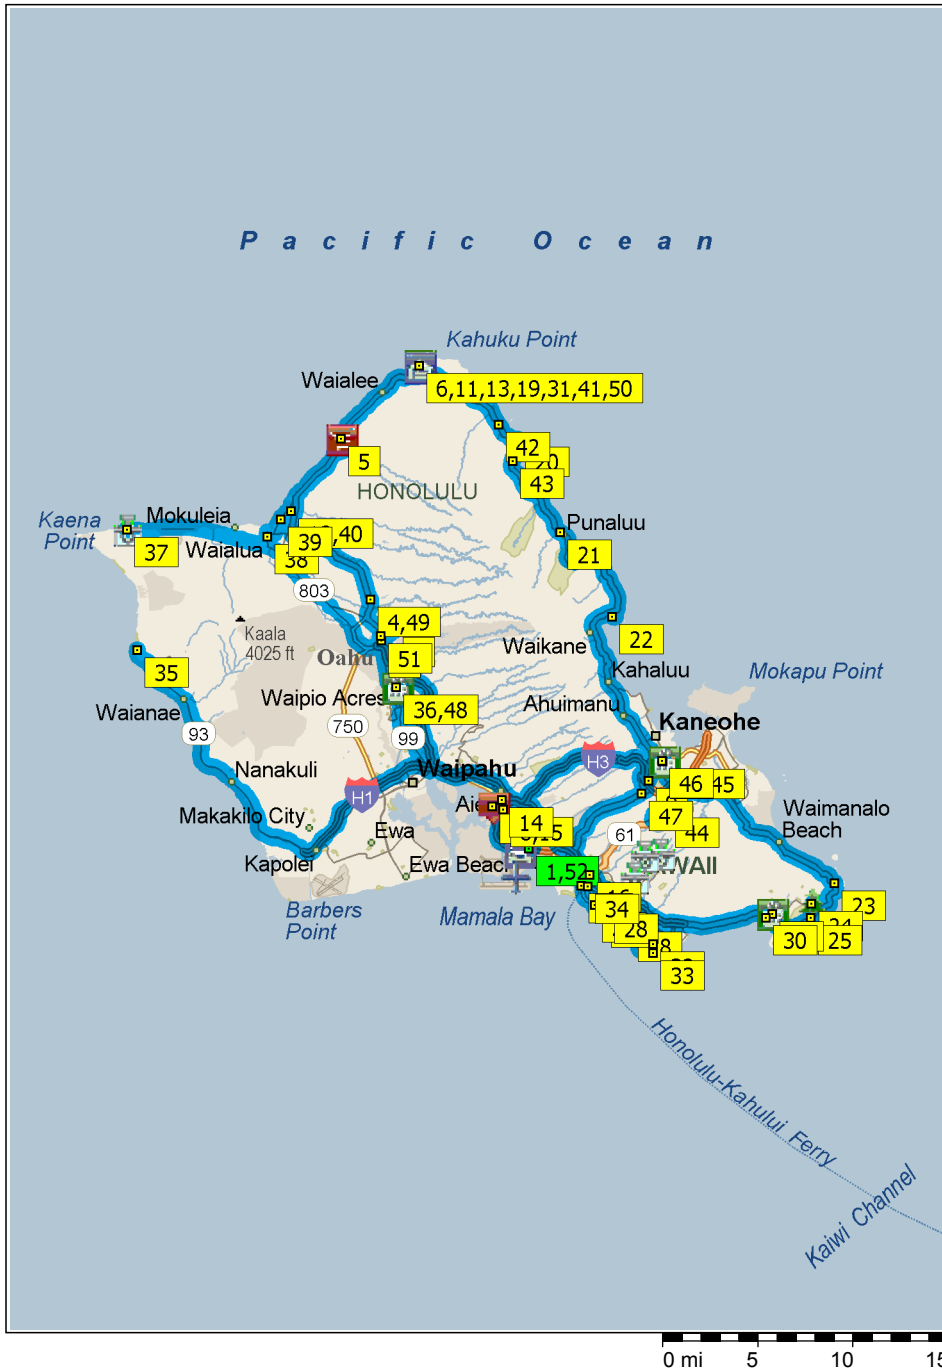 Pacific Ocean
Kahuku Point
Waialee
6,11,13,19,31,41,50
42
5
43
HONOLULU
Kaena
Point
Mokuleia
Punaluu
40
39
37
Waialua
38
21
803
4,49
Kaala
4025 ft
Oahu
51
Waikane
22
35
Kahaluu
Mokapu Point
Waipio Acres
36,48
Waianae
Ahuimanu
Kaneohe
750
93
99
H3
Nanakuli
Waipahu
46
45
H1
Makakilo City
14
47
44
Waimanalo
Beach
Ewa
61
Kapolei
Ewa Beach
1,52
Barbers
Point
Mamala Bay
34
23
28
30
25
33
Honolulu-Kahului Ferry
Kaiwi Channel
0 mi 5 10 15